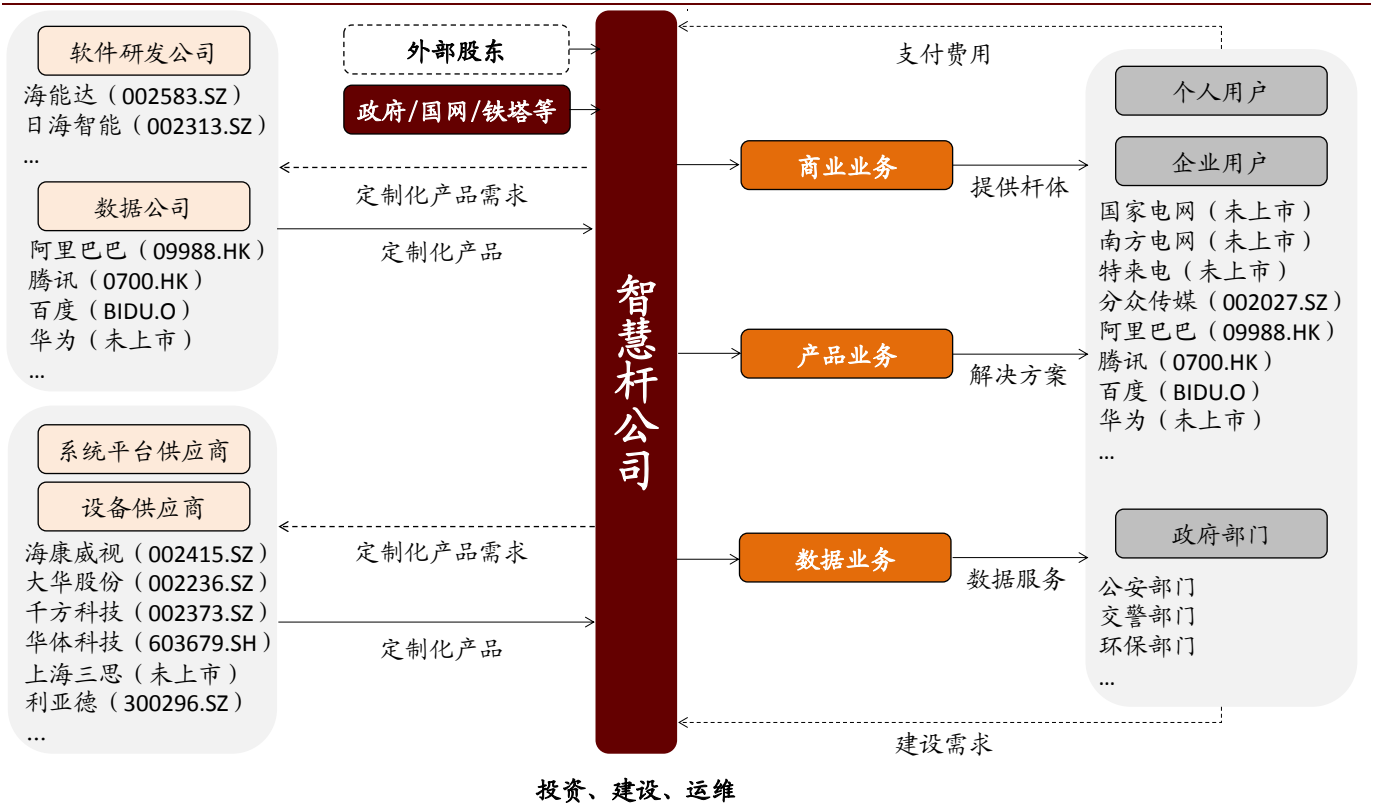 软件研发公司
海能达（002583.SZ）
日海智能（002313.SZ）
...
数据公司
阿里巴巴（09988.HK）
腾讯（0700.HK）
百度（BIDU.O）
华为（未上市）
...
系统平台供应商
设备供应商
海康威视（002415.SZ）
大华股份（002236.SZ）
千方科技（002373.SZ）
华体科技（603679.SH）
上海三思（未上市）
利亚德（300296.SZ）
...
外部股东
政府/国网/铁塔等
定制化产品需求
定制化产品
定制化产品需求
定制化产品
智慧杆公司
投资、建设、运维
支付费用
商业业务
提供杆体
产品业务
解决方案
数据业务
数据服务
建设需求
个人用户
企业用户
国家电网（未上市）
南方电网（未上市）
特来电（未上市）
分众传媒（002027.SZ）
阿里巴巴（09988.HK）
腾讯（0700.HK）
百度（BIDU.O）
华为（未上市）
...
政府部门
公安部门
交警部门
环保部门
...